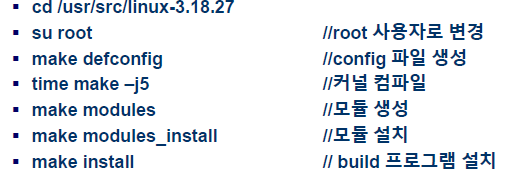 cd /usr/src/linux-3.18.27
su root //root 사용자로 변경
make defconfig //config 파일 생성
time make –j5 //커널 컴파일
make modules //모듈 생성
make modules_install //모듈 설치
make install // build 프로그램 설치